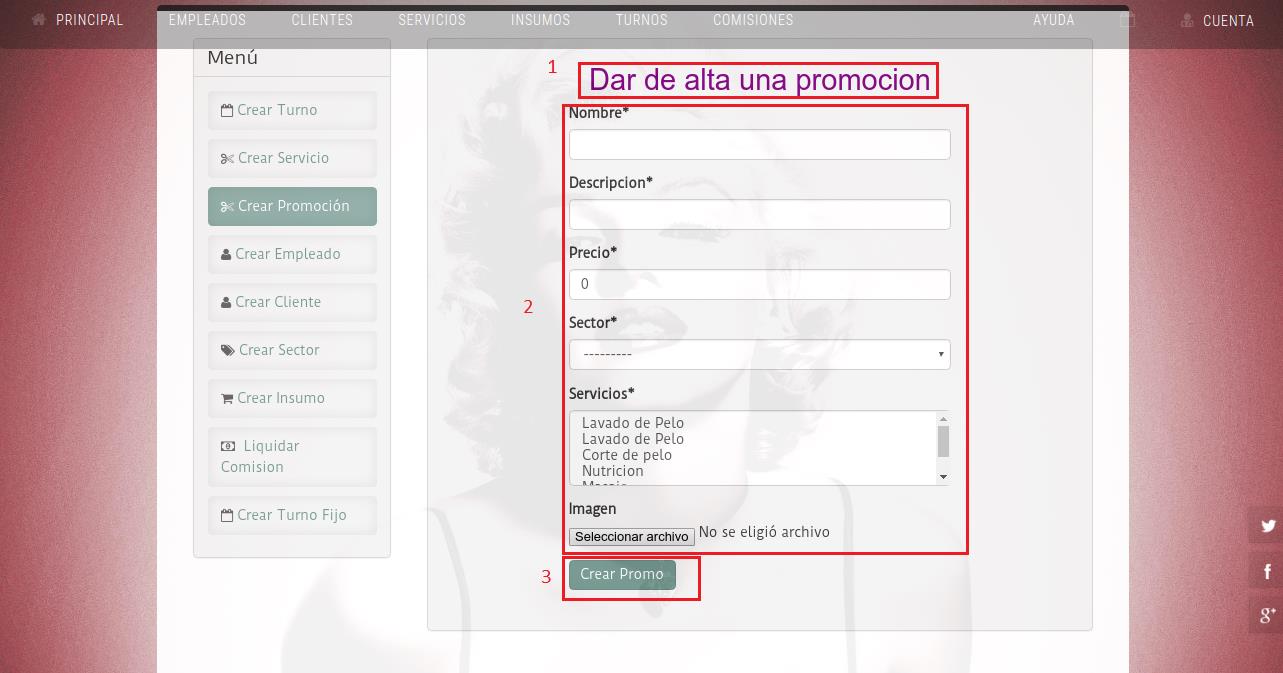 PRINCIPAL EMPLEADOS CLIENTES SERVICIOS INSUMOS TURNOS COMISIONES AYUDA CUENTA
Menú
Crear Turno
Crear Servicio
Crear Promoción
Crear Empleado
Crear Cliente
Crear Sector
Crear Insumo
Liquidar
Comision
Crear Turno Fijo
1
Dar de alta una promocion
2
Nombre*
Descripcion*
Precio*
0
Sector*
---------
Servicios*
Lavado de Pelo
Lavado de Pelo
Corte de pelo
Nutricion
Imagen
Seleccionar archivo No se eligió archivo
3
Crear Promo